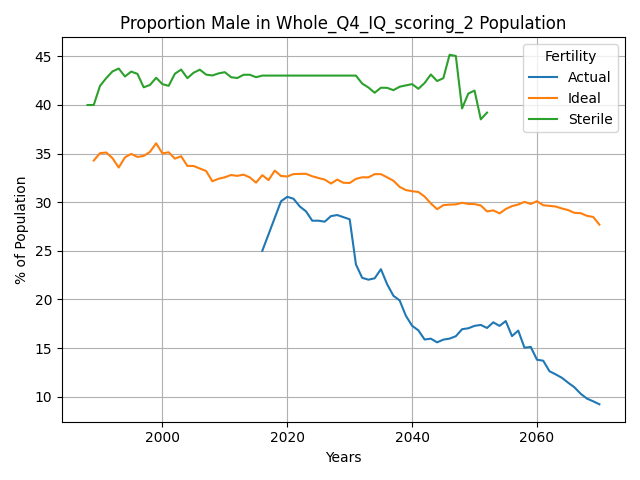 Proportion Male in Whole_Q4_IQ_scoring_2 Population
Fertility
Actual
Ideal
Sterile
% of Population
45
40
35
30
25
20
15
10
2000
2020
2040
2060
Years